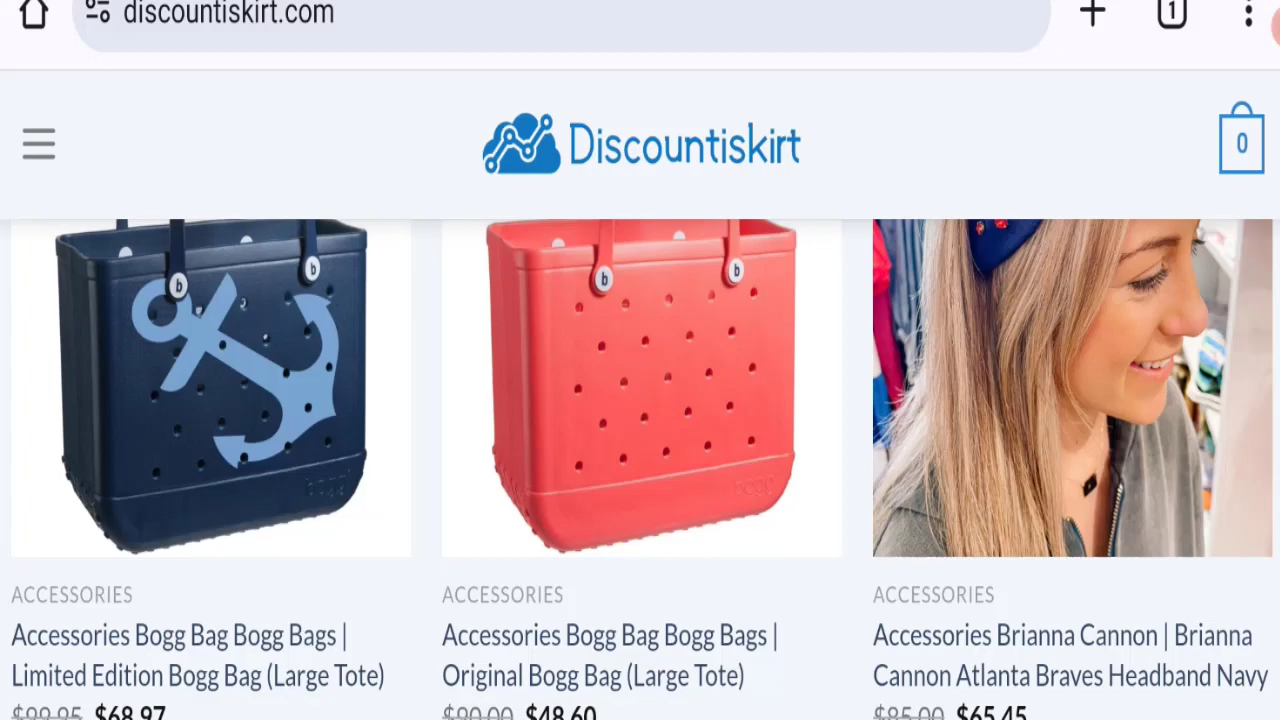 discountiskirt.com
1
Discountiskirt
0
b
b
b
b
bogg
bogg
ACCESSORIES
ACCESSORIES
ACCESSORIES
Accessories Bogg Bag Bogg Bags |
Limited Edition Bogg Bag (Large Tote)
Accessories Bogg Bag Bogg Bags |
Original Bogg Bag (Large Tote)
Accessories Brianna Cannon | Brianna
Cannon Atlanta Braves Headband Navy
$99.95 $68.97
$90.00 $48.60
$85.00 $65.45